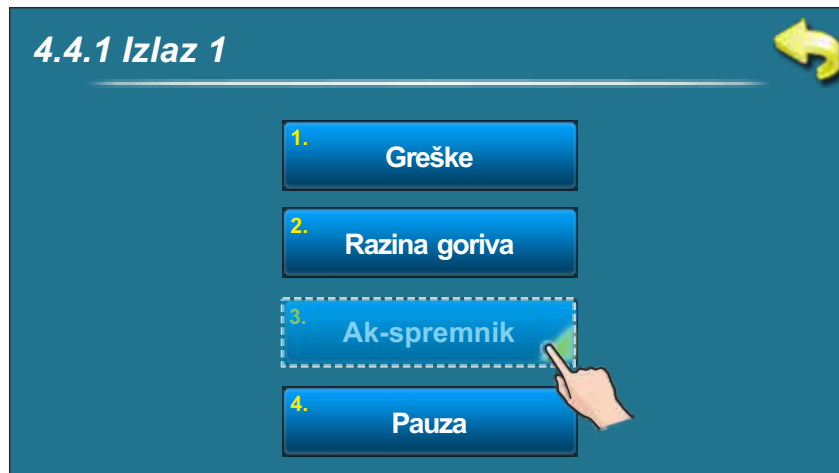 4.4.1 Izlaz 1
1.
Greške
2.
Razina goriva
3.
Ak-spremnik
4.
Pauza